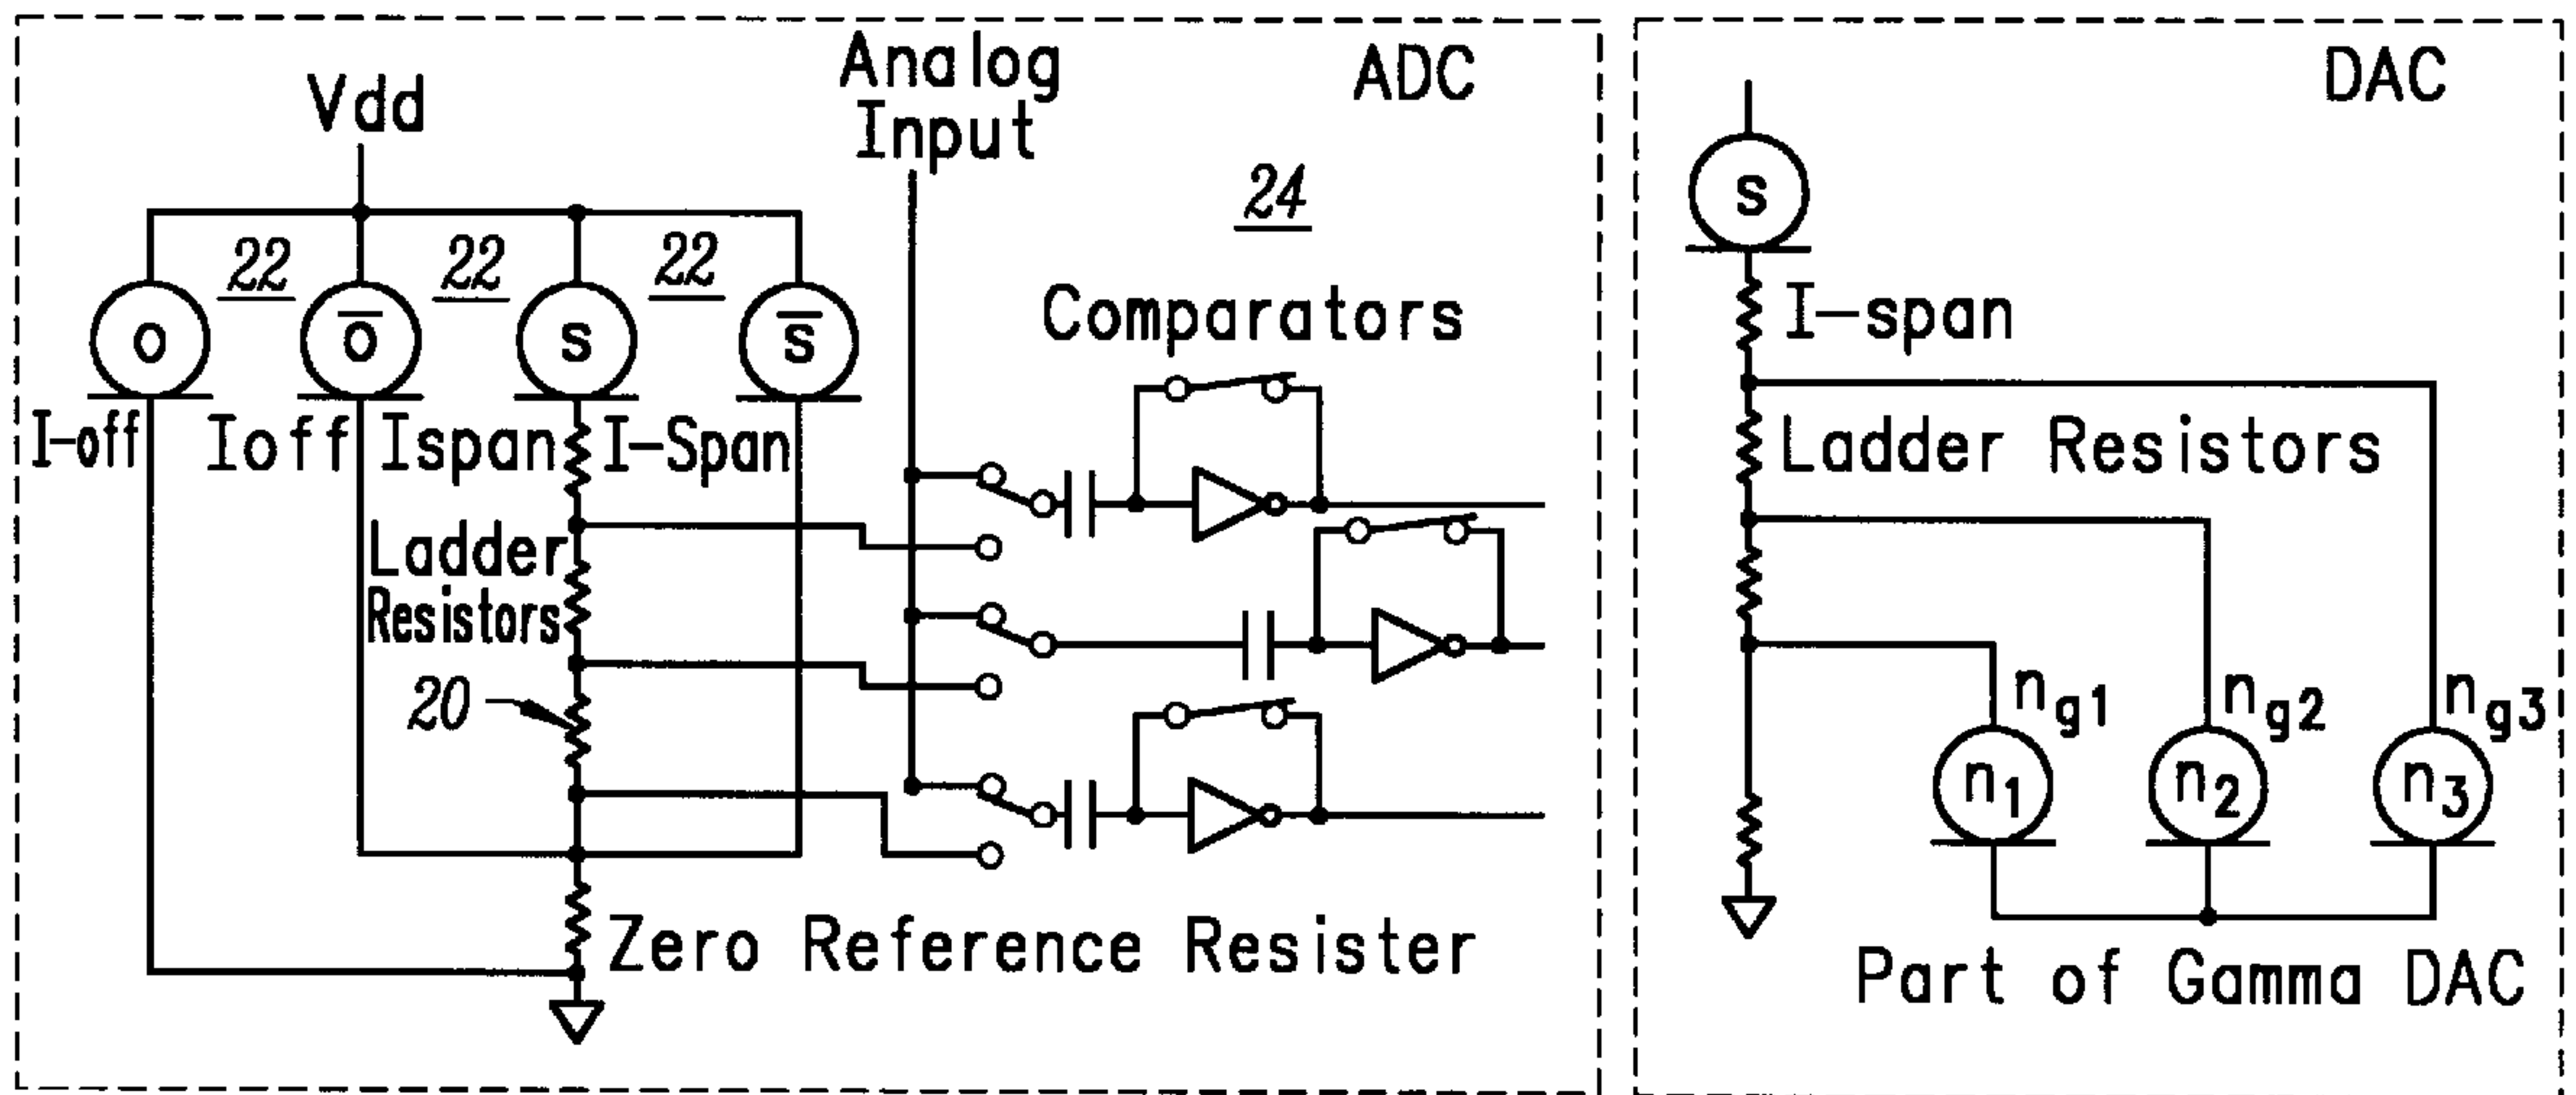 Analog
Input
ADC
Vdd
24
22
22
22
Comparators
o
o̅
s
s̅
I-off
Ioff
Ispan
I-Span
Ladder
Resistors
20
Zero Reference Resister
DAC
s
I-span
Ladder Resistors
ng1
ng2
ng3
n1
n2
n3
Part of Gamma DAC